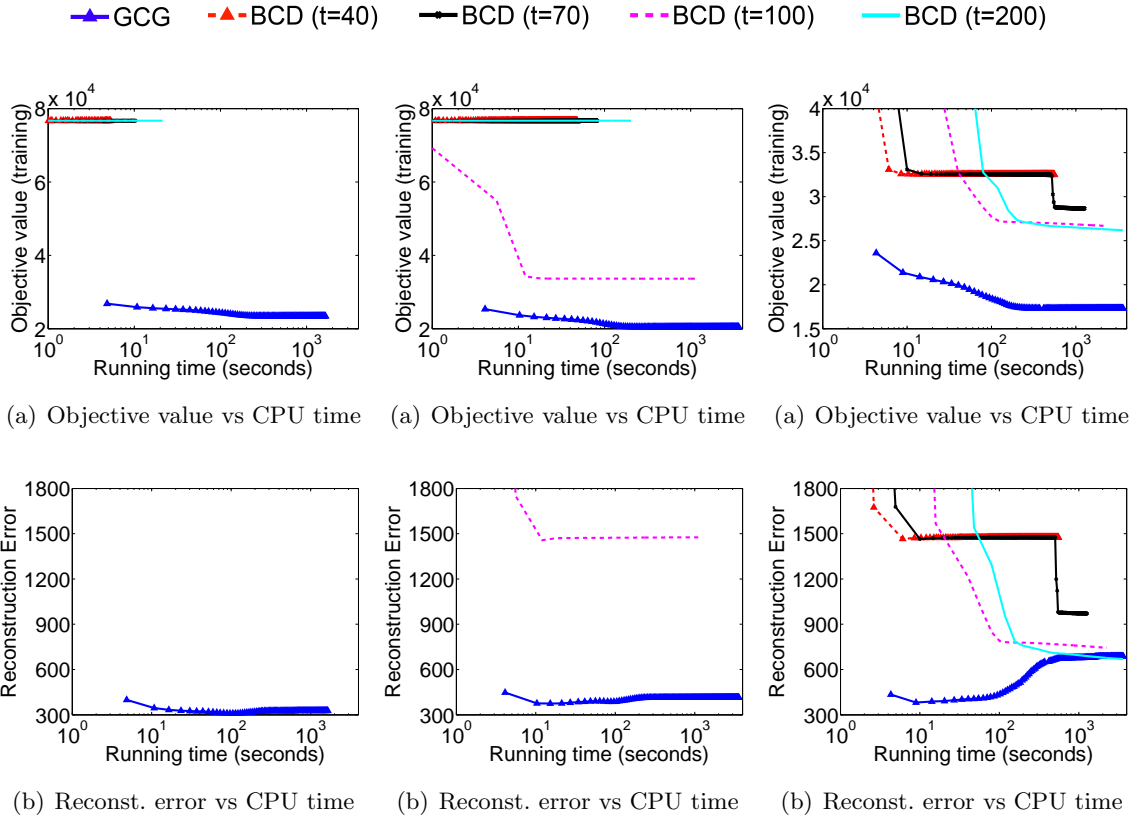 GCG BCD (t=40) BCD (t=70) BCD (t=100) BCD (t=200)
x 10^4
8
6
4
2
Objective value (training)
10^0 10^1 10^2 10^3
Running time (seconds)
(a) Objective value vs CPU time
x 10^4
8
6
4
2
Objective value (training)
10^0 10^1 10^2 10^3
Running time (seconds)
(a) Objective value vs CPU time
x 10^4
4
3.5
3
2.5
2
1.5
Objective value (training)
10^0 10^1 10^2 10^3
Running time (seconds)
(a) Objective value vs CPU time
1800
1500
1200
900
600
300
Reconstruction Error
10^0 10^1 10^2 10^3
Running time (seconds)
(b) Reconst. error vs CPU time
1800
1500
1200
900
600
300
Reconstruction Error
10^0 10^1 10^2 10^3
Running time (seconds)
(b) Reconst. error vs CPU time
1800
1500
1200
900
600
300
Reconstruction Error
10^0 10^1 10^2 10^3
Running time (seconds)
(b) Reconst. error vs CPU time